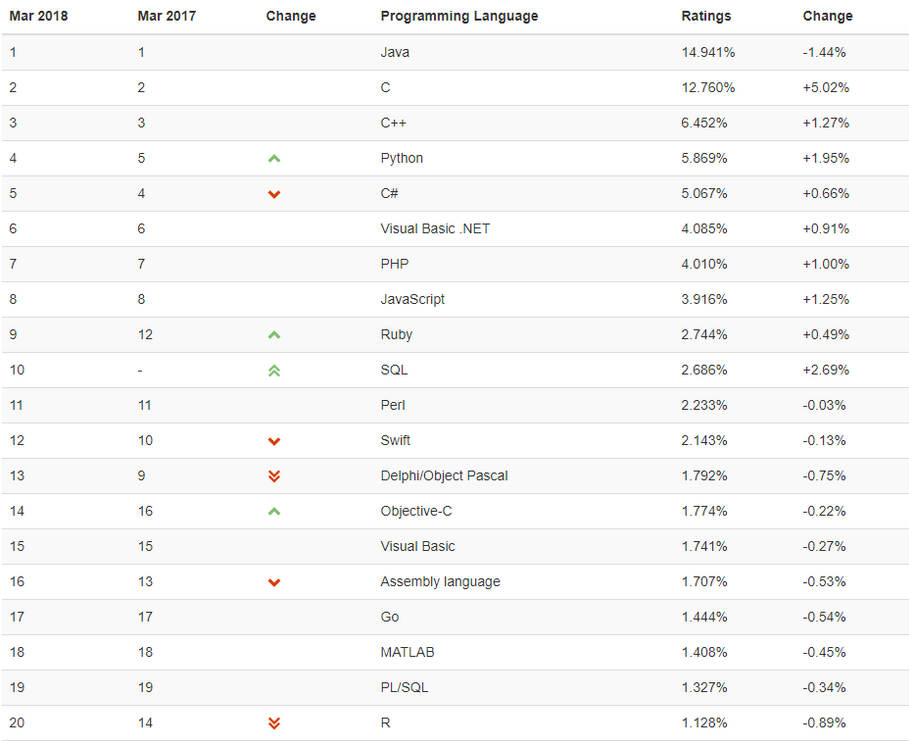 Mar 2018 Mar 2017 Change Programming Language Ratings Change
1 1 Java 14.941% -1.44%
2 2 C 12.760% +5.02%
3 3 C++ 6.452% +1.27%
4 5 Python 5.869% +1.95%
5 4 C# 5.067% +0.66%
6 6 Visual Basic .NET 4.085% +0.91%
7 7 PHP 4.010% +1.00%
8 8 JavaScript 3.916% +1.25%
9 12 Ruby 2.744% +0.49%
10 - SQL 2.686% +2.69%
11 11 Perl 2.233% -0.03%
12 10 Swift 2.143% -0.13%
13 9 Delphi/Object Pascal 1.792% -0.75%
14 16 Objective-C 1.774% -0.22%
15 15 Visual Basic 1.741% -0.27%
16 13 Assembly language 1.707% -0.53%
17 17 Go 1.444% -0.54%
18 18 MATLAB 1.408% -0.45%
19 19 PL/SQL 1.327% -0.34%
20 14 R 1.128% -0.89%